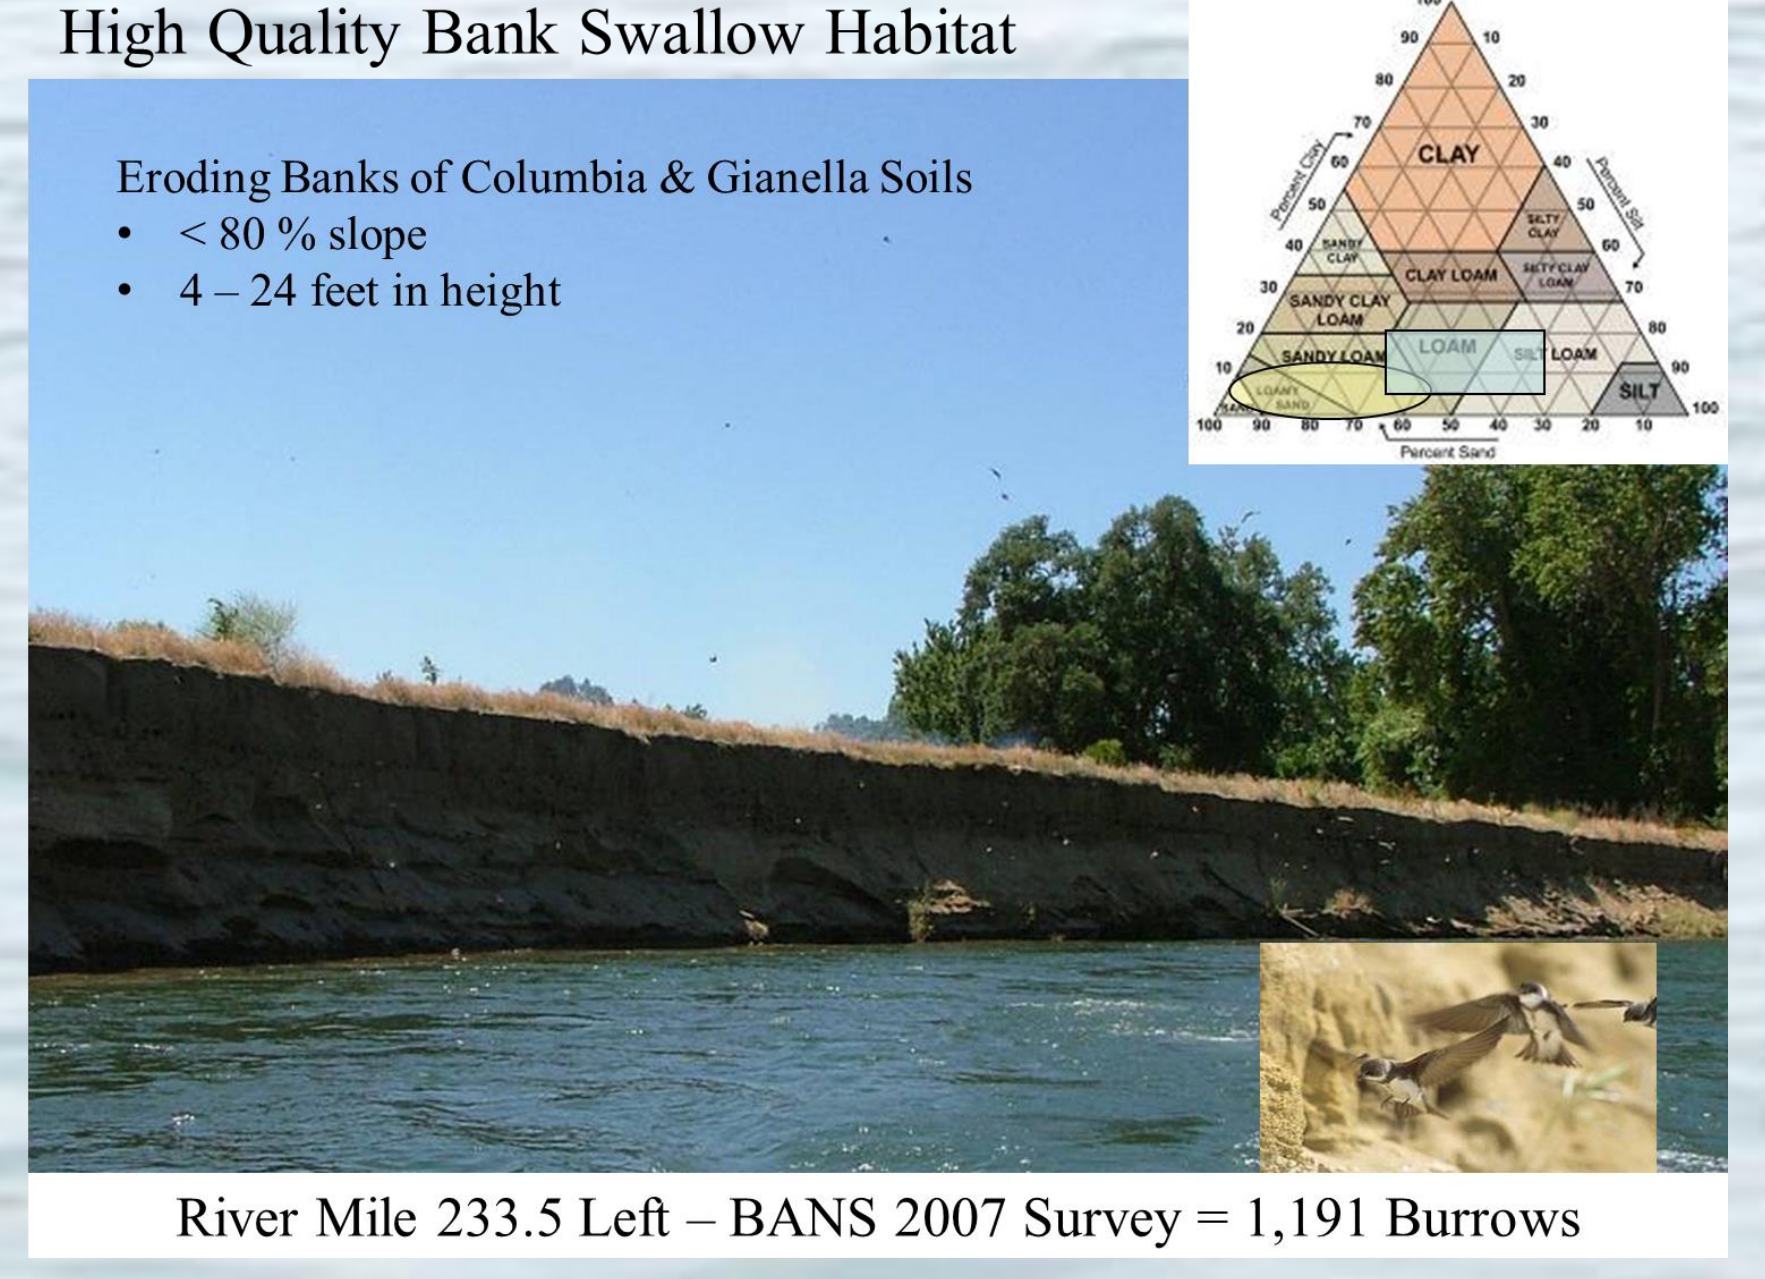 High Quality Bank Swallow Habitat
Eroding Banks of Columbia & Gianella Soils
• < 80 % slope
• 4 – 24 feet in height
100
90 10
80 20
70 30
CLAY
60 40
Percent Clay
Percent Silt
50 50
SILTY
CLAY
40 60
SANDY
CLAY
CLAY LOAM
SILTY CLAY
LOAM
30 70
SANDY CLAY
LOAM
20 80
LOAM
SANDY LOAM
SILT LOAM
10 90
LOAMY
SAND
SILT
SAND
100
100 90 80 70 60 50 40 30 20 10
Percent Sand
River Mile 233.5 Left – BANS 2007 Survey = 1,191 Burrows